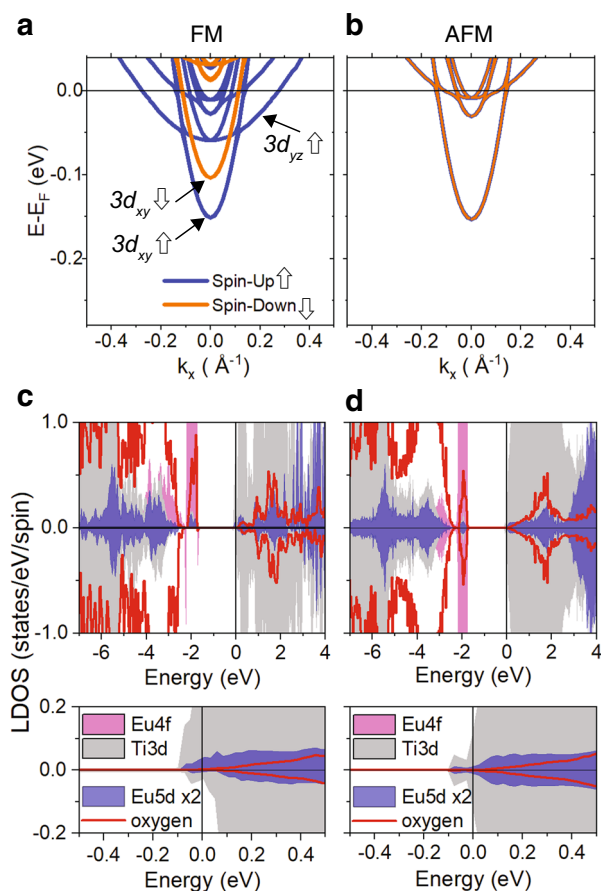 a FM
b AFM
0.0
-0.1
-0.2
E-E_F (eV)
3d_yz ⇧
3d_xy ⇩
3d_xy ⇧
Spin-Up ⇧
Spin-Down ⇩
-0.4 -0.2 0.0 0.2 0.4
k_x ( Å⁻¹)
-0.4 -0.2 0.0 0.2 0.4
k_x ( Å⁻¹)
c
d
LDOS (states/eV/spin)
1.0
0.0
-1.0
-6 -4 -2 0 2 4
Energy (eV)
-6 -4 -2 0 2 4
Energy (eV)
0.2
0.0
-0.2
Eu4f
Ti3d
Eu5d x2
oxygen
-0.4 -0.2 0.0 0.2 0.4
Energy (eV)
Eu4f
Ti3d
Eu5d x2
oxygen
-0.4 -0.2 0.0 0.2 0.4
Energy (eV)